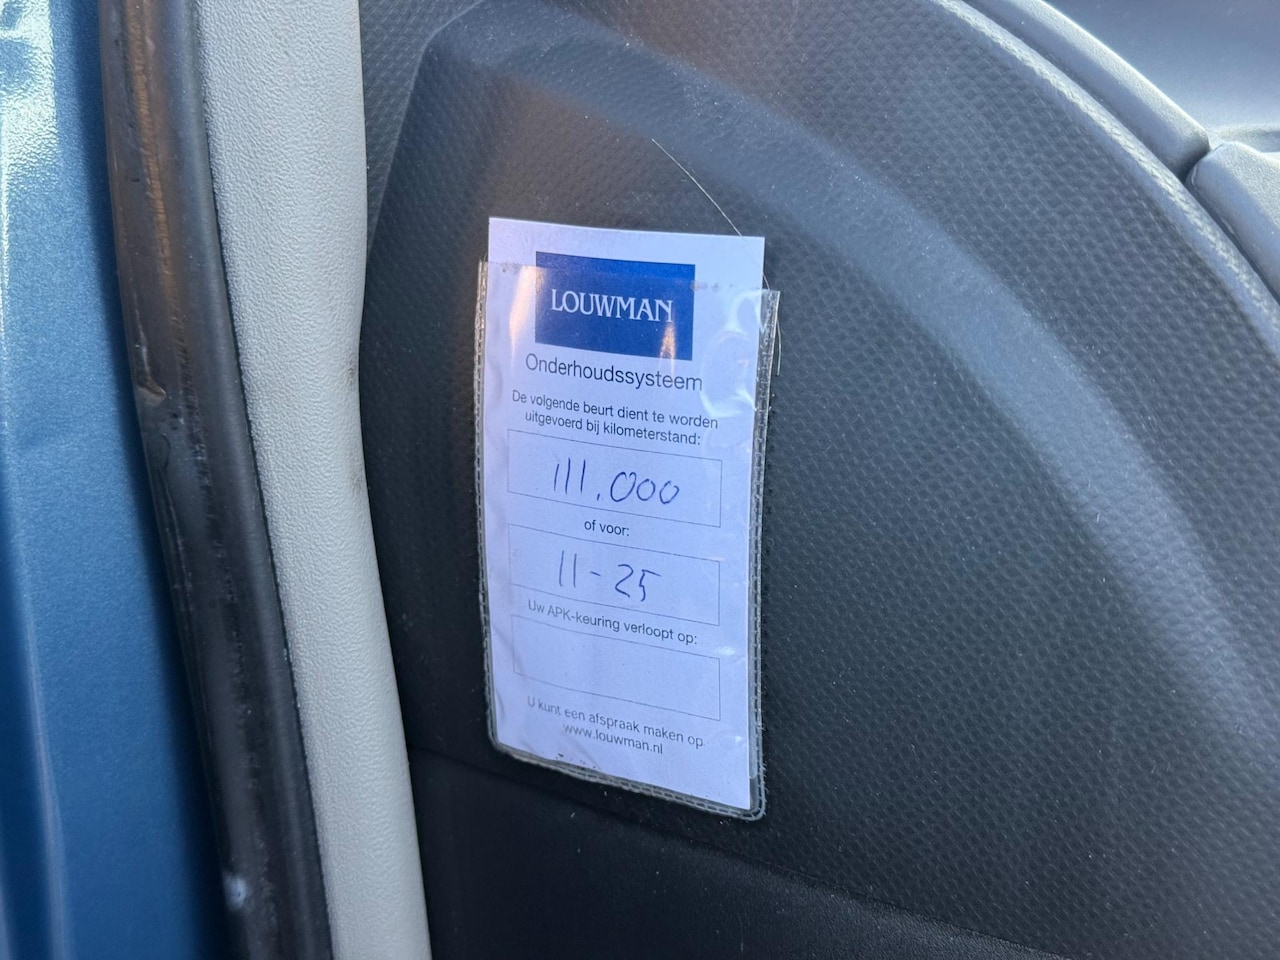 LOUWMAN
Onderhoudssysteem
De volgende beurt dient te worden
uitgevoerd bij kilometerstand:
111.000
of voor:
11-25
Uw APK-keuring verloopt op:
U kunt een afspraak maken op
www.louwman.nl